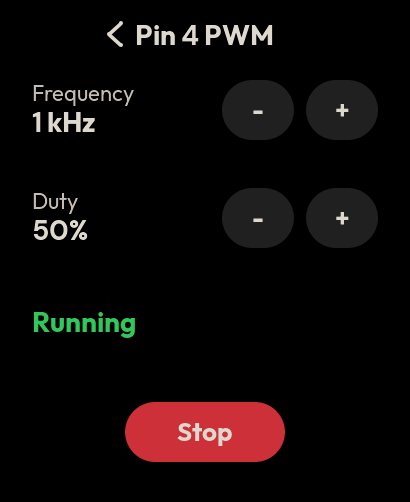 Pin 4 PWM
Frequency
1 kHz
- +
Duty
50%
- +
Running
Stop